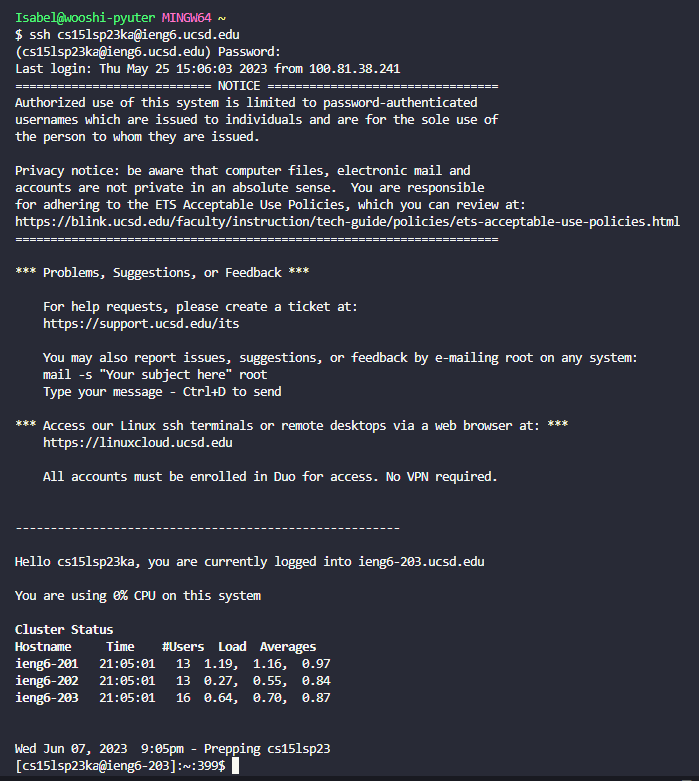 Isabel@wooshi-pyuter MINGW64 ~
$ ssh cs15lsp23ka@ieng6.ucsd.edu
(cs15lsp23ka@ieng6.ucsd.edu) Password:
Last login: Thu May 25 15:06:03 2023 from 100.81.38.241
============================ NOTICE =================================
Authorized use of this system is limited to password-authenticated
usernames which are issued to individuals and are for the sole use of
the person to whom they are issued.

Privacy notice: be aware that computer files, electronic mail and
accounts are not private in an absolute sense.  You are responsible
for adhering to the ETS Acceptable Use Policies, which you can review at:
https://blink.ucsd.edu/faculty/instruction/tech-guide/policies/ets-acceptable-use-policies.html
=====================================================================

*** Problems, Suggestions, or Feedback ***

    For help requests, please create a ticket at:
    https://support.ucsd.edu/its

    You may also report issues, suggestions, or feedback by e-mailing root on any system:
    mail -s "Your subject here" root
    Type your message - Ctrl+D to send

*** Access our Linux ssh terminals or remote desktops via a web browser at: ***
    https://linuxcloud.ucsd.edu

    All accounts must be enrolled in Duo for access. No VPN required.


-------------------------------------------------------

Hello cs15lsp23ka, you are currently logged into ieng6-203.ucsd.edu

You are using 0% CPU on this system

Cluster Status
Hostname     Time    #Users  Load  Averages
ieng6-201   21:05:01   13  1.19,  1.16,  0.97
ieng6-202   21:05:01   13  0.27,  0.55,  0.84
ieng6-203   21:05:01   16  0.64,  0.70,  0.87


Wed Jun 07, 2023  9:05pm - Prepping cs15lsp23
[cs15lsp23ka@ieng6-203]:~:399$